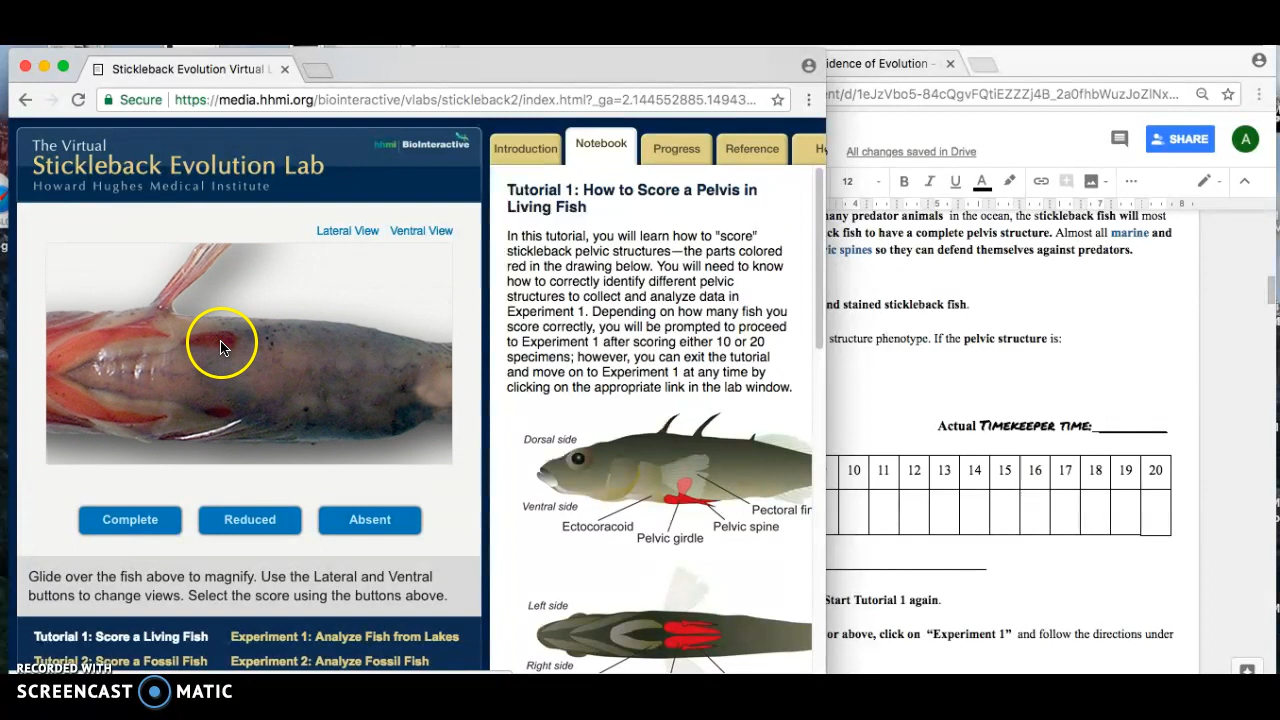 Stickleback Evolution Virtual L
idence of Evolution -
Secure https://media.hhmi.org/biointeractive/vlabs/stickleback2/index.html?_ga=2.144552885.14943...
The Virtual
Stickleback Evolution Lab
Howard Hughes Medical Institute
hhmi BioInteractive
Introduction
Notebook
Progress
Reference
Lateral View Ventral View
Complete
Reduced
Absent
Glide over the fish above to magnify. Use the Lateral and Ventral
buttons to change views. Select the score using the buttons above.
Tutorial 1: Score a Living Fish
Experiment 1: Analyze Fish from Lakes
Tutorial 2: Score a Fossil Fish
Experiment 2: Analyze Fossil Fish
Tutorial 1: How to Score a Pelvis in
Living Fish
In this tutorial, you will learn how to "score"
stickleback pelvic structures—the parts colored
red in the drawing below. You will need to know
how to correctly identify different pelvic
structures to collect and analyze data in
Experiment 1. Depending on how many fish you
score correctly, you will be prompted to proceed
to Experiment 1 after scoring either 10 or 20
specimens; however, you can exit the tutorial
and move on to Experiment 1 at any time by
clicking on the appropriate link in the lab window.
Dorsal side
Ventral side
Ectocoracoid
Pelvic girdle
Pelvic spine
Pectoral fin
Left side
Right side
All changes saved in Drive
SHARE
A
12
B I U A
4 5 6 7 8
many predator animals in the ocean, the stickleback fish will most
ck fish to have a complete pelvis structure. Almost all marine and
vic spines so they can defend themselves against predators.
nd stained stickleback fish.
structure phenotype. If the pelvic structure is:
Actual Timekeeper time:
10 11 12 13 14 15 16 17 18 19 20
Start Tutorial 1 again.
or above, click on "Experiment 1" and follow the directions under
RECORDED WITH
SCREENCAST MATIC